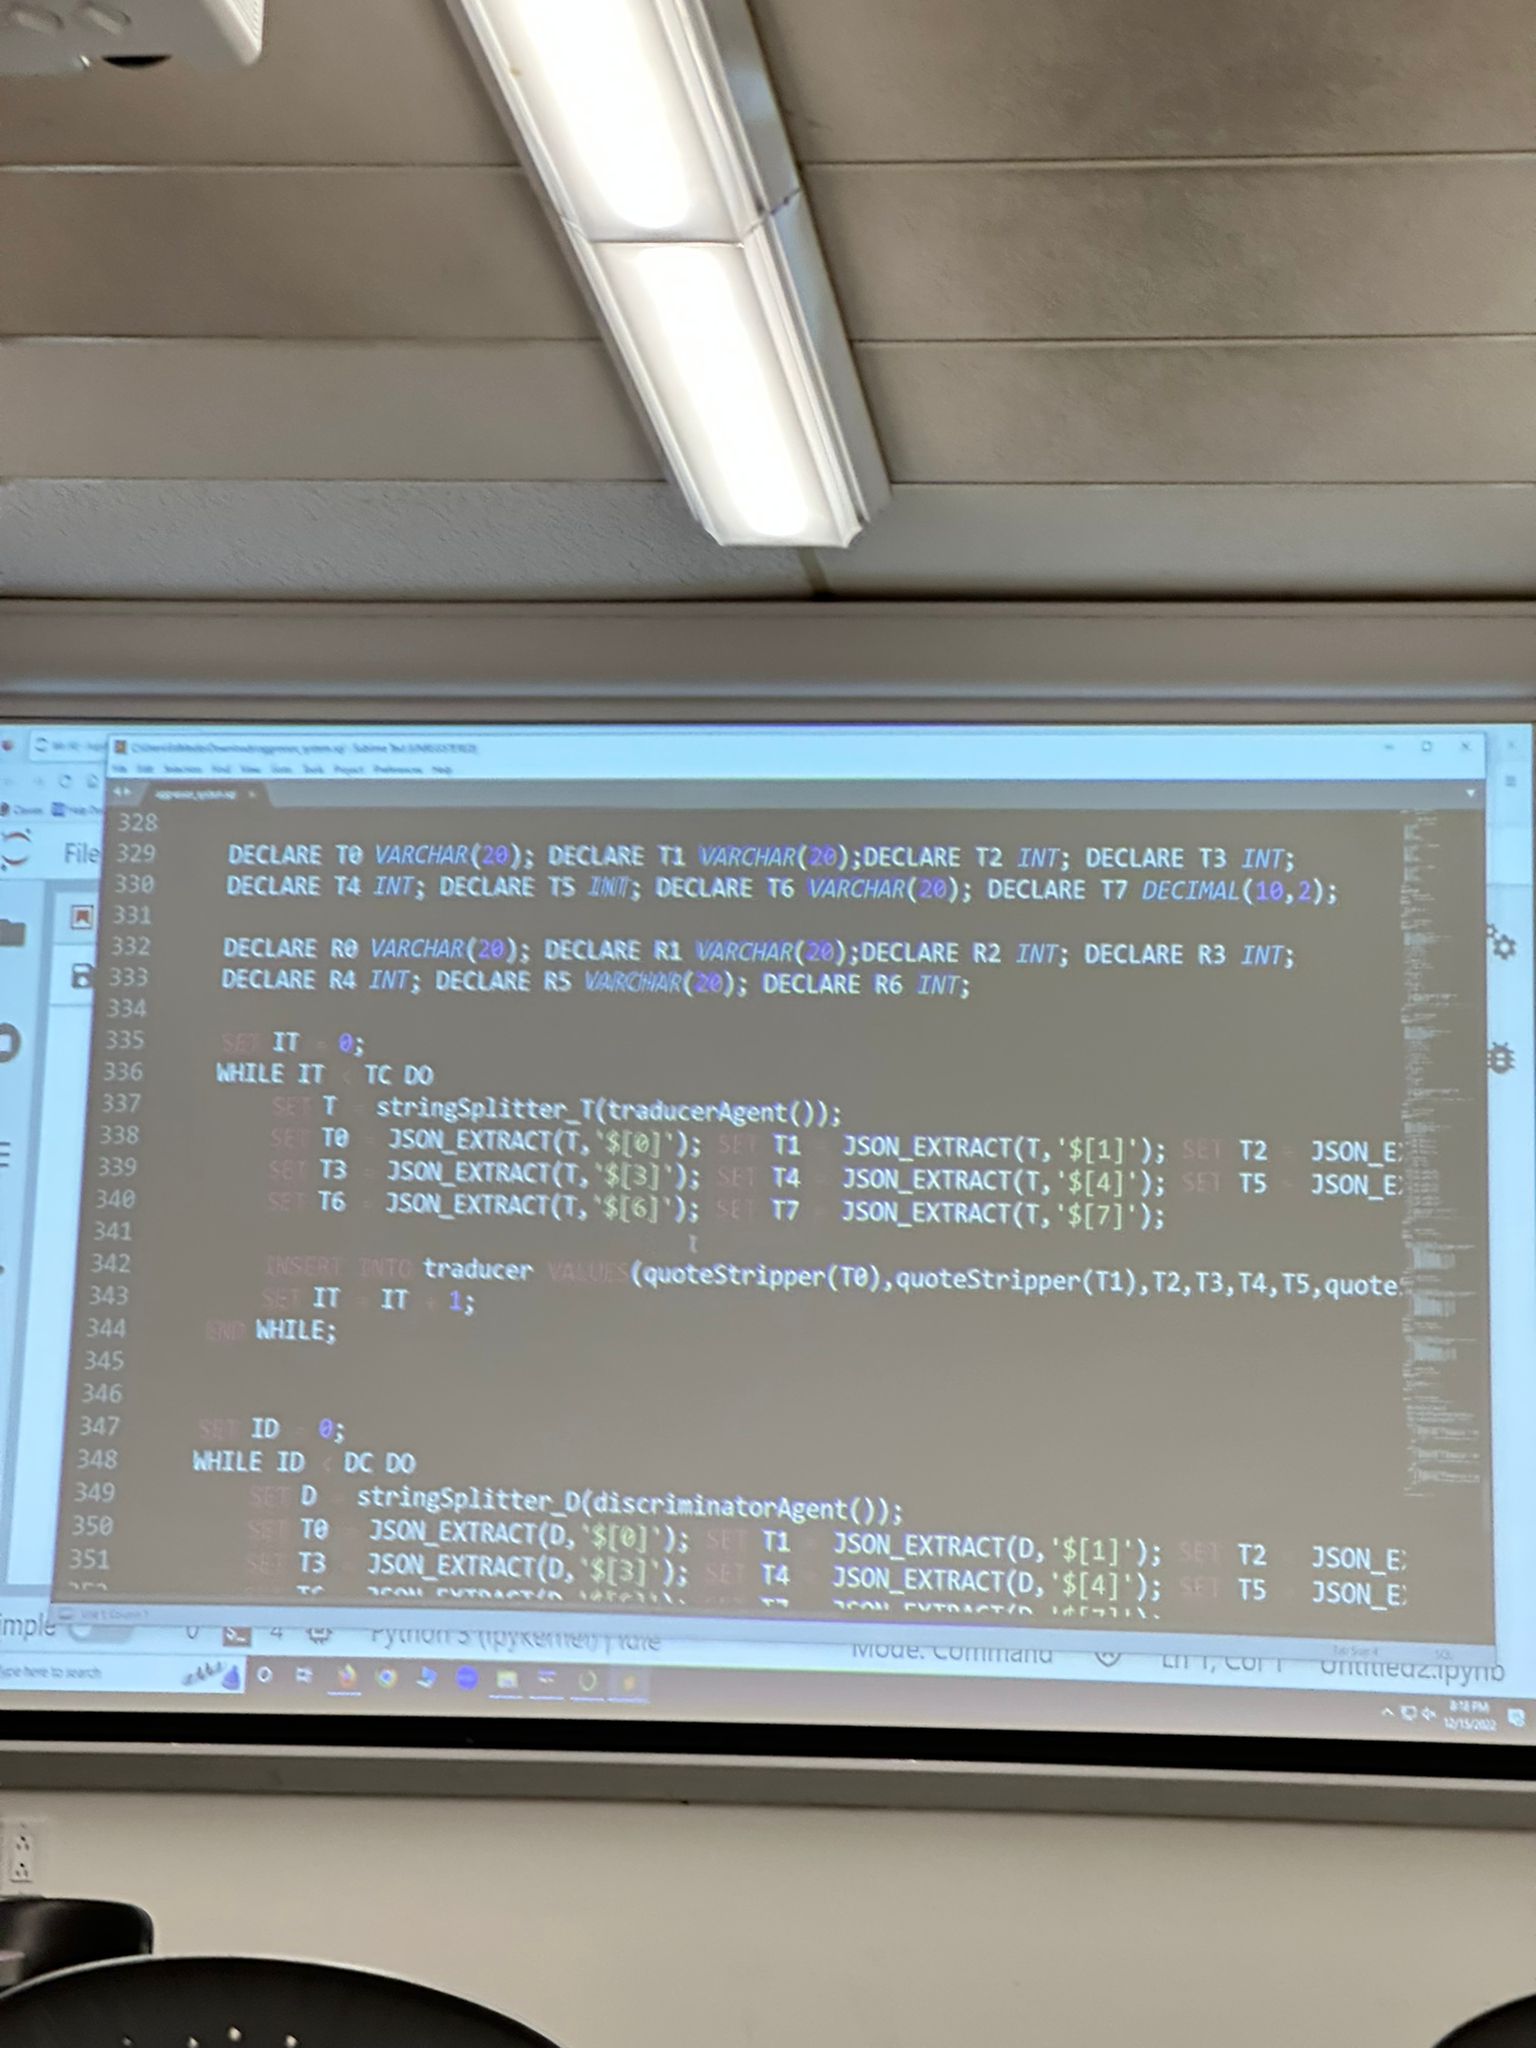 328
329 DECLARE T0 VARCHAR(20); DECLARE T1 VARCHAR(20);DECLARE T2 INT; DECLARE T3 INT;
330 DECLARE T4 INT; DECLARE T5 INT; DECLARE T6 VARCHAR(20); DECLARE T7 DECIMAL(10,2);
331
332 DECLARE R0 VARCHAR(20); DECLARE R1 VARCHAR(20);DECLARE R2 INT; DECLARE R3 INT;
333 DECLARE R4 INT; DECLARE R5 VARCHAR(20); DECLARE R6 INT;
334
335 SET IT = 0;
336 WHILE IT < TC DO
337 SET T = stringSplitter_T(traducerAgent());
338 SET T0 = JSON_EXTRACT(T,'$[0]'); SET T1 = JSON_EXTRACT(T,'$[1]'); SET T2 = JSON_E
339 SET T3 = JSON_EXTRACT(T,'$[3]'); SET T4 = JSON_EXTRACT(T,'$[4]'); SET T5 = JSON_E
340 SET T6 = JSON_EXTRACT(T,'$[6]'); SET T7 = JSON_EXTRACT(T,'$[7]');
341
342 INSERT INTO traducer VALUES(quoteStripper(T0),quoteStripper(T1),T2,T3,T4,T5,quote
343 SET IT = IT + 1;
344 END WHILE;
345
346
347 SET ID = 0;
348 WHILE ID < DC DO
349 SET D = stringSplitter_D(discriminatorAgent());
350 SET T0 = JSON_EXTRACT(D,'$[0]'); SET T1 = JSON_EXTRACT(D,'$[1]'); SET T2 = JSON_E
351 SET T3 = JSON_EXTRACT(D,'$[3]'); SET T4 = JSON_EXTRACT(D,'$[4]'); SET T5 = JSON_E
File
Python 3 (ipykernel) | Idle
Mode: Command
Ln 1, Col 1
Untitled2.ipynb
here to search
8:18 PM
12/15/2022